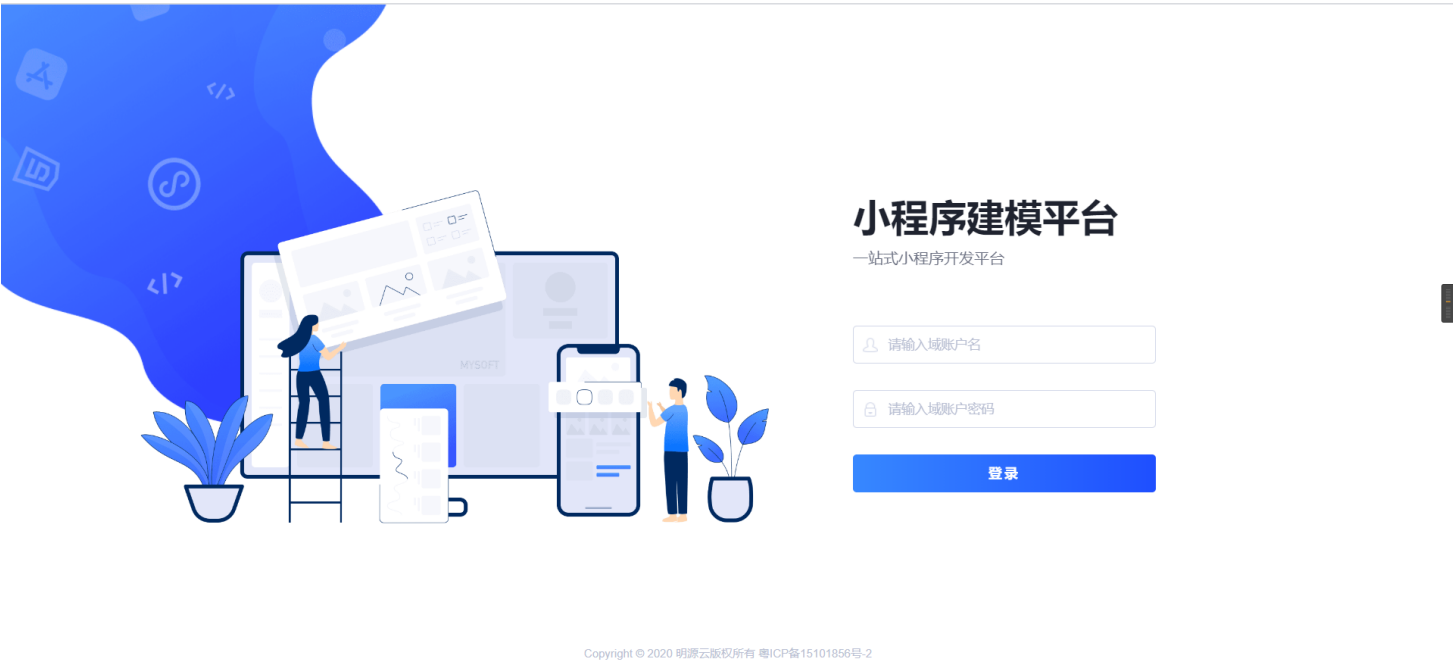 小程序建模平台
一站式小程序开发平台
请输入域账户名
请输入域账户密码
登录
MYSOFT
Copyright © 2020 明源云版权所有 粤ICP备15101856号-2